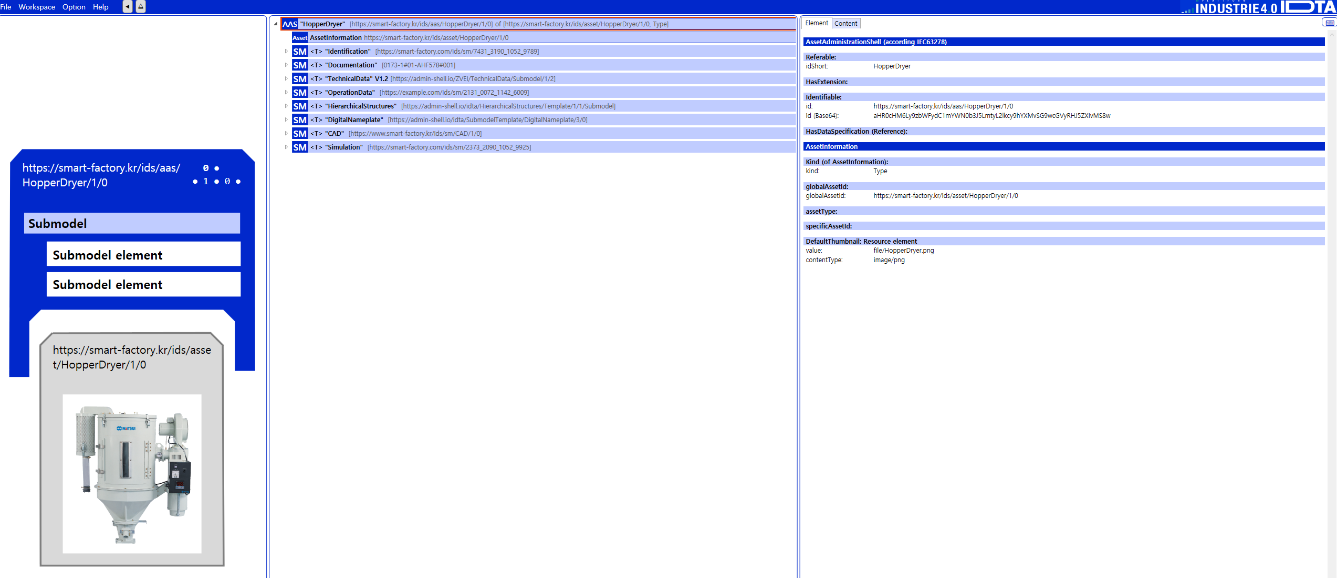 File Workspace Option Help
INDUSTRIE4.0 IDTA
https://smart-factory.kr/ids/aas/
HopperDryer/1/0
Submodel
Submodel element
Submodel element
https://smart-factory.kr/ids/asse
t/HopperDryer/1/0
AAS "HopperDryer" [https://smart-factory.kr/ids/aas/HopperDryer/1/0] of [https://smart-factory.kr/ids/asset/HopperDryer/1/0, Type]
Asset AssetInformation https://smart-factory.kr/ids/asset/HopperDryer/1/0
SM <T> "Identification" [https://smart-factory.com/ids/sm/7431_3190_1052_9789]
SM <T> "Documentation"
SM <T> "TechnicalData" V1.2 [https://admin-shell.io/ZVEI/TechnicalData/Submodel/1/2]
SM <T> "OperationData" [https://example.com/ids/sm/2131_0072_1142_6009]
SM <T> "HierarchicalStructures" [https://admin-shell.io/idta/HierarchicalStructures/Template/1/1/Submodel]
SM <T> "DigitalNameplate" [https://admin-shell.io/idta/SubmodelTemplate/DigitalNameplate/3/0]
SM <T> "CAD" [https://www.smart-factory.com/ids/sm/CAD/1/0]
SM <T> "Simulation" [https://smart-factory.com/ids/sm/2373_2090_1052_9925]
Element Content
AssetAdministrationShell (according IEC63278)
Referable:
idShort: HopperDryer
HasExtension:
Identifiable:
id: https://smart-factory.kr/ids/aas/HopperDryer/1/0
id (Base64):
HasDataSpecification (Reference):
AssetInformation
Kind (of AssetInformation):
kind: Type
globalAssetId:
globalAssetId: https://smart-factory.kr/ids/asset/HopperDryer/1/0
assetType:
specificAssetId:
DefaultThumbnail: Resource element
value: file/HopperDryer.png
contentType: image/png